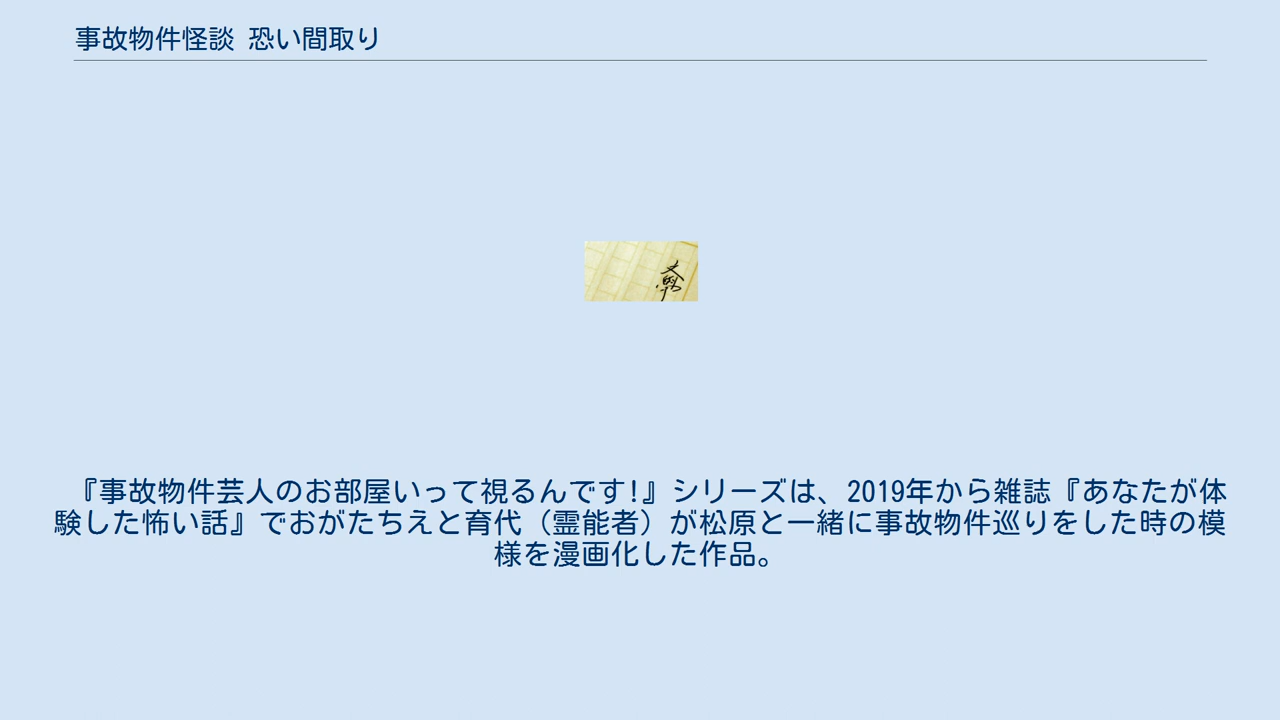 事故物件怪談 恐い間取り
『事故物件芸人のお部屋いって視るんです!』シリーズは、2019年から雑誌『あなたが体
験した怖い話』でおがたちえと育代（霊能者）が松原と一緒に事故物件巡りをした時の模
様を漫画化した作品。